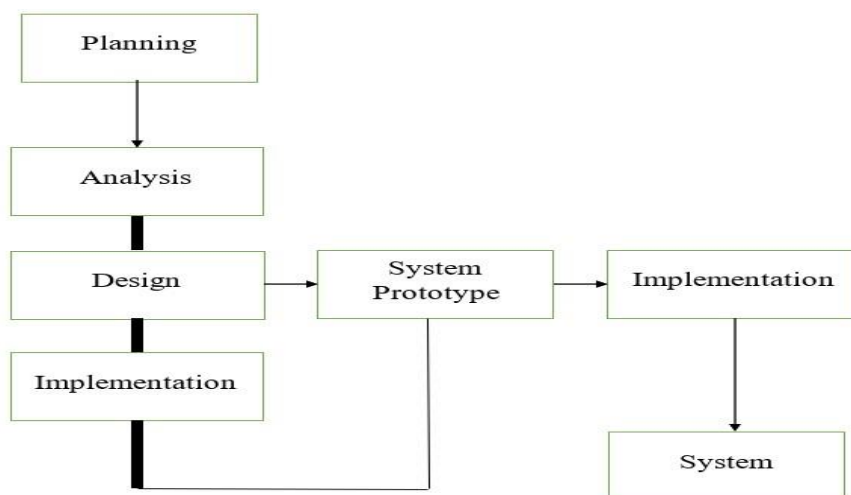 Planning
Analysis
Design
System
Prototype
Implementation
Implementation
System